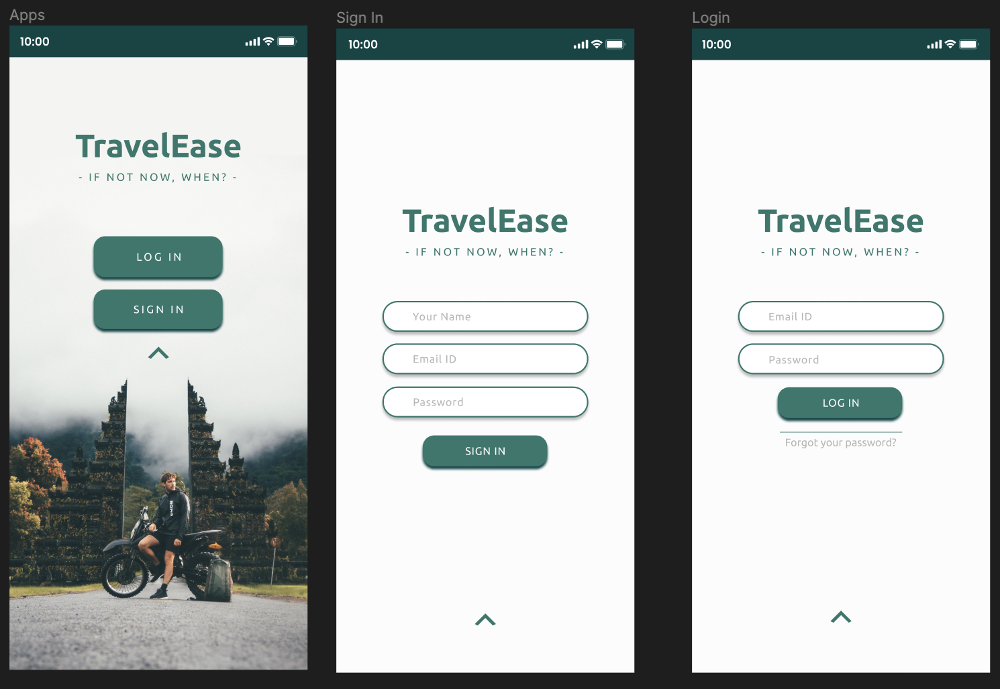 Apps
10:00
TravelEase
- IF NOT NOW, WHEN? -
LOG IN
SIGN IN
Sign In
10:00
TravelEase
- IF NOT NOW, WHEN? -
Your Name
Email ID
Password
SIGN IN
Login
10:00
TravelEase
- IF NOT NOW, WHEN? -
Email ID
Password
LOG IN
Forgot your password?